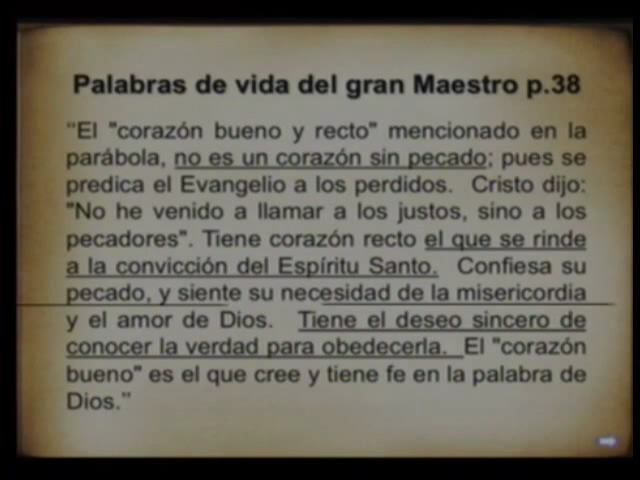 Palabras de vida del gran Maestro p.38
"El "corazón bueno y recto" mencionado en la
parábola, no es un corazón sin pecado; pues se
predica el Evangelio a los perdidos. Cristo dijo:
"No he venido a llamar a los justos, sino a los
pecadores". Tiene corazón recto el que se rinde
a la convicción del Espíritu Santo. Confiesa su
pecado, y siente su necesidad de la misericordia
y el amor de Dios. Tiene el deseo sincero de
conocer la verdad para obedecerla. El "corazón
bueno" es el que cree y tiene fe en la palabra de
Dios."